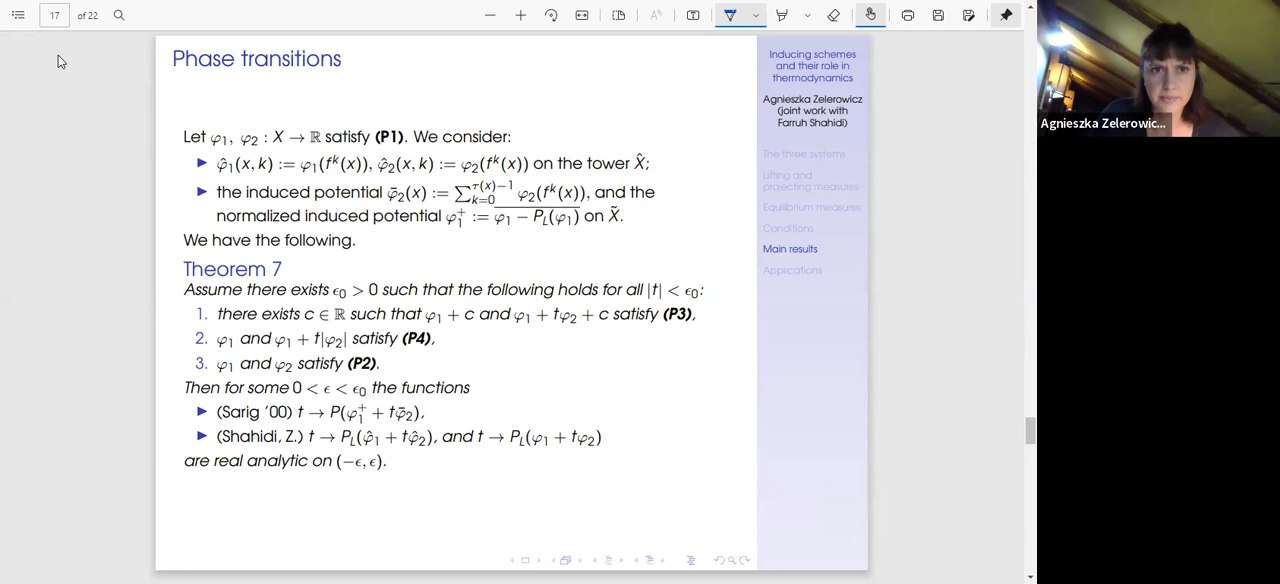 17 of 22
Phase transitions
Let φ₁, φ₂ : X → ℝ satisfy (P1). We consider:
▶ φ̂₁(x, k) := φ₁(fᵏ(x)), φ̂₂(x, k) := φ₂(fᵏ(x)) on the tower X̂;
▶ the induced potential φ̄₂(x) := ∑_{k=0}^{τ(x)−1} φ₂(fᵏ(x)), and the
normalized induced potential φ₁⁺ := \overline{φ₁ − P_L(φ₁)} on X̃.
We have the following.
Theorem 7
Assume there exists ϵ₀ > 0 such that the following holds for all |t| < ϵ₀:
1. there exists c ∈ ℝ such that φ₁ + c and φ₁ + tφ₂ + c satisfy (P3),
2. φ₁ and φ₁ + t|φ₂| satisfy (P4),
3. φ₁ and φ₂ satisfy (P2).
Then for some 0 < ϵ < ϵ₀ the functions
▶ (Sarig '00) t → P(φ₁⁺ + tφ̄₂),
▶ (Shahidi, Z.) t → P_L(φ̂₁ + tφ̂₂), and t → P_L(φ₁ + tφ₂)
are real analytic on (−ϵ, ϵ).
Inducing schemes
and their role in
thermodynamics
Agnieszka Zelerowicz
(joint work with
Farruh Shahidi)
The three systems
Lifting and
projecting measures
Equilibrium measures
Conditions
Main results
Applications
Agnieszka Zelerowic...